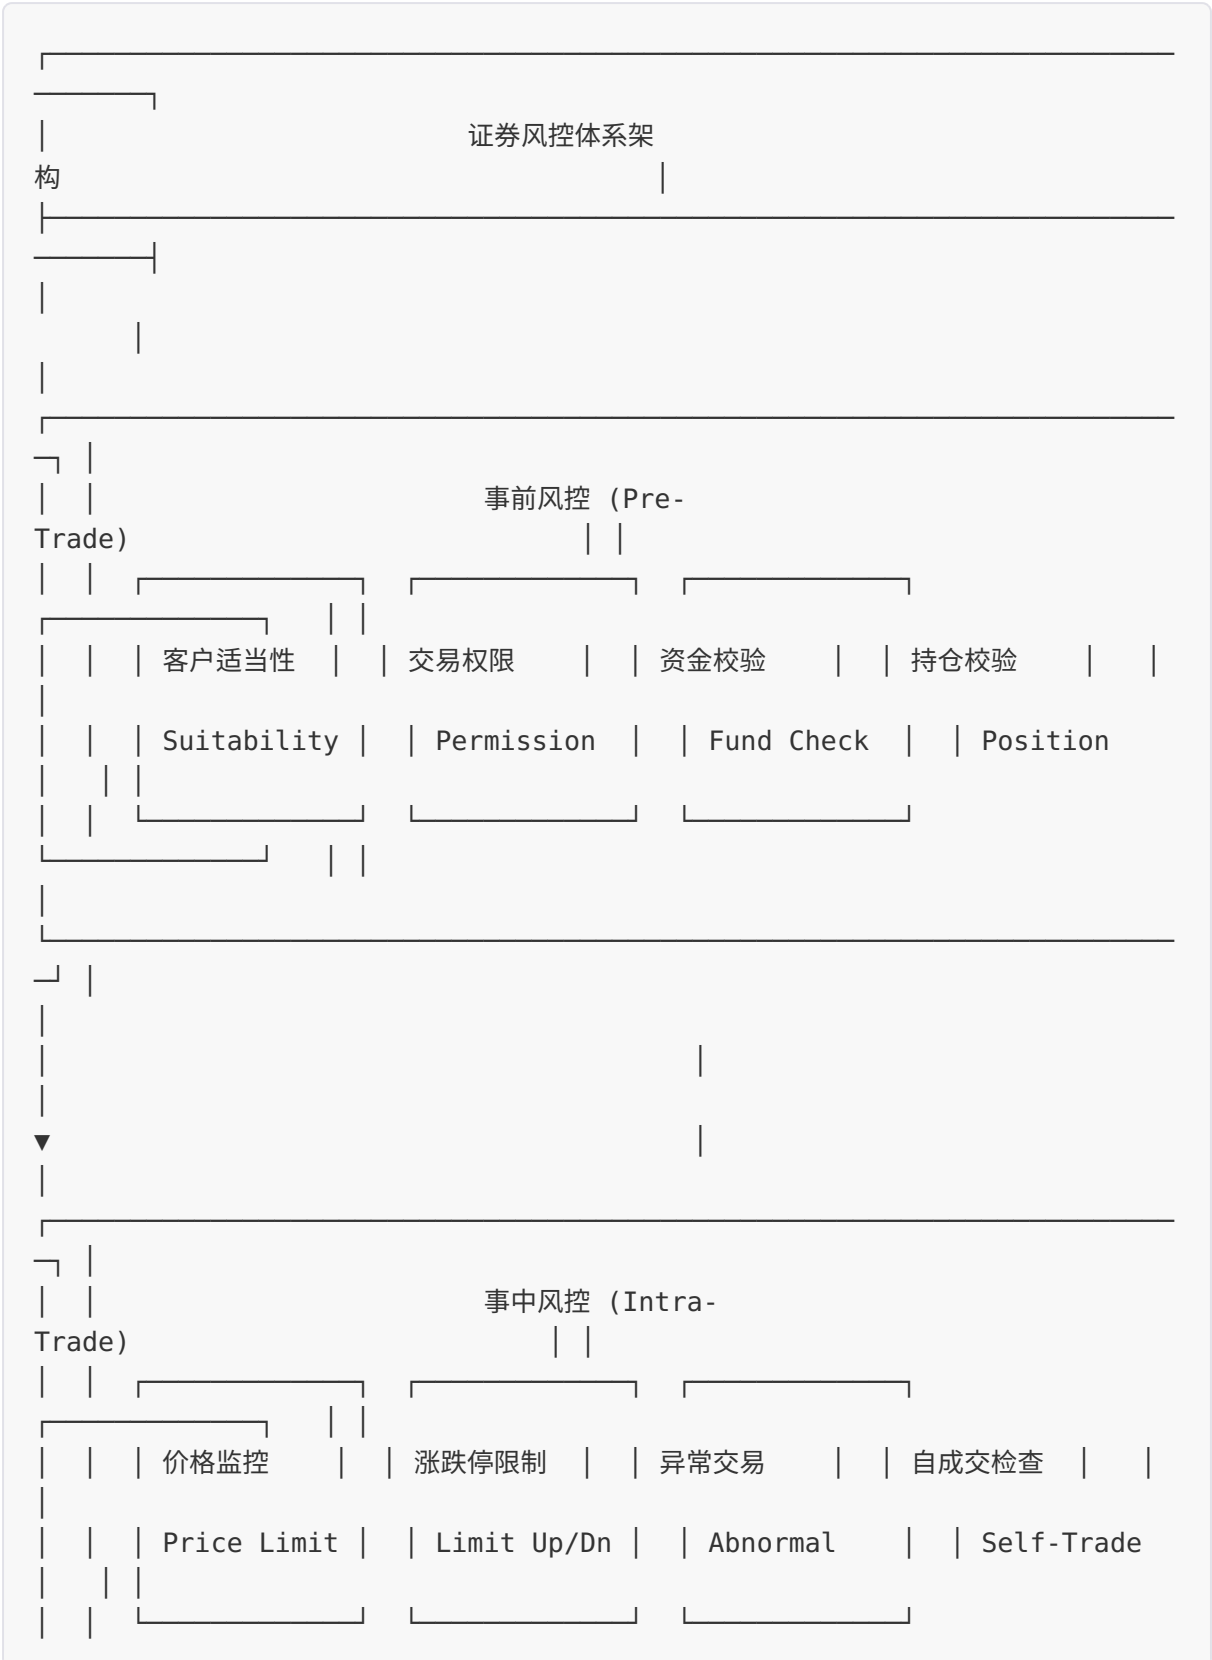 证券风控体系架
构
事前风控 (Pre-
Trade)
客户适当性 交易权限 资金校验 持仓校验
Suitability Permission Fund Check Position
▼
事中风控 (Intra-
Trade)
价格监控 涨跌停限制 异常交易 自成交检查
Price Limit Limit Up/Dn Abnormal Self-Trade